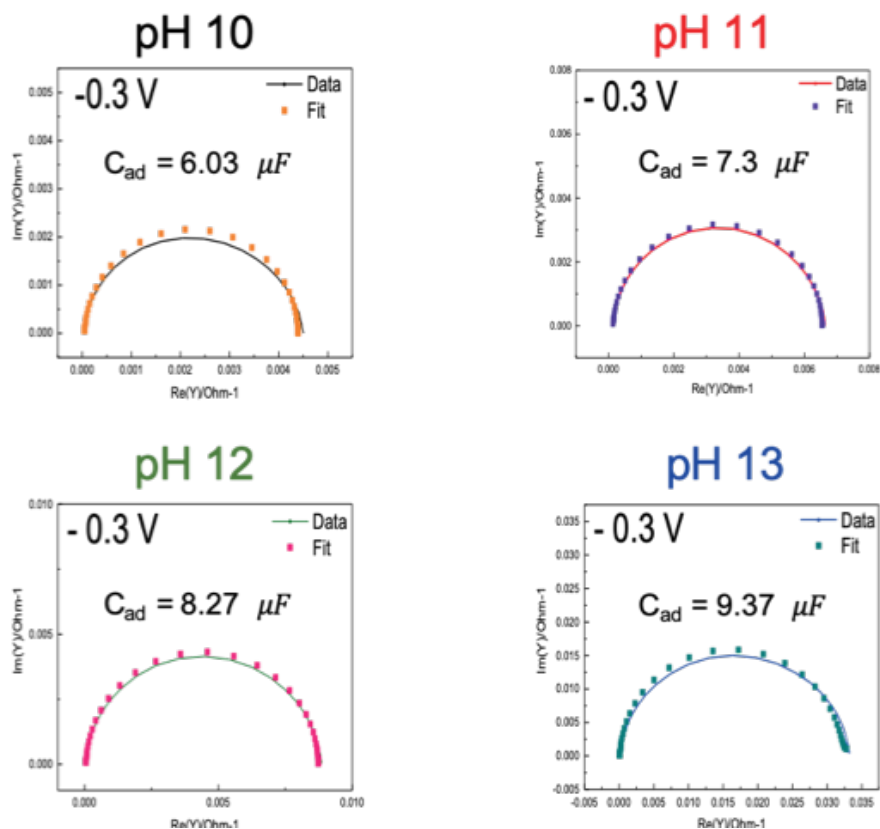 pH 10
-0.3 V
Data
Fit
C_ad = 6.03 μF
0.005
0.004
0.003
0.002
0.001
0.000
Im(Y)/Ohm-1
0.000 0.001 0.002 0.003 0.004 0.005
Re(Y)/Ohm-1
pH 11
- 0.3 V
Data
Fit
C_ad = 7.3 μF
0.008
0.006
0.004
0.002
0.000
Im(Y)/Ohm-1
0.000 0.002 0.004 0.006 0.008
Re(Y)/Ohm-1
pH 12
- 0.3 V
Data
Fit
C_ad = 8.27 μF
0.010
0.005
0.000
Im(Y)/Ohm-1
0.000 0.005 0.010
Re(Y)/Ohm-1
pH 13
- 0.3 V
Data
Fit
C_ad = 9.37 μF
0.035
0.030
0.025
0.020
0.015
0.010
0.005
0.000
-0.005
Im(Y)/Ohm-1
-0.005 0.000 0.005 0.010 0.015 0.020 0.025 0.030 0.035
Re(Y)/Ohm-1